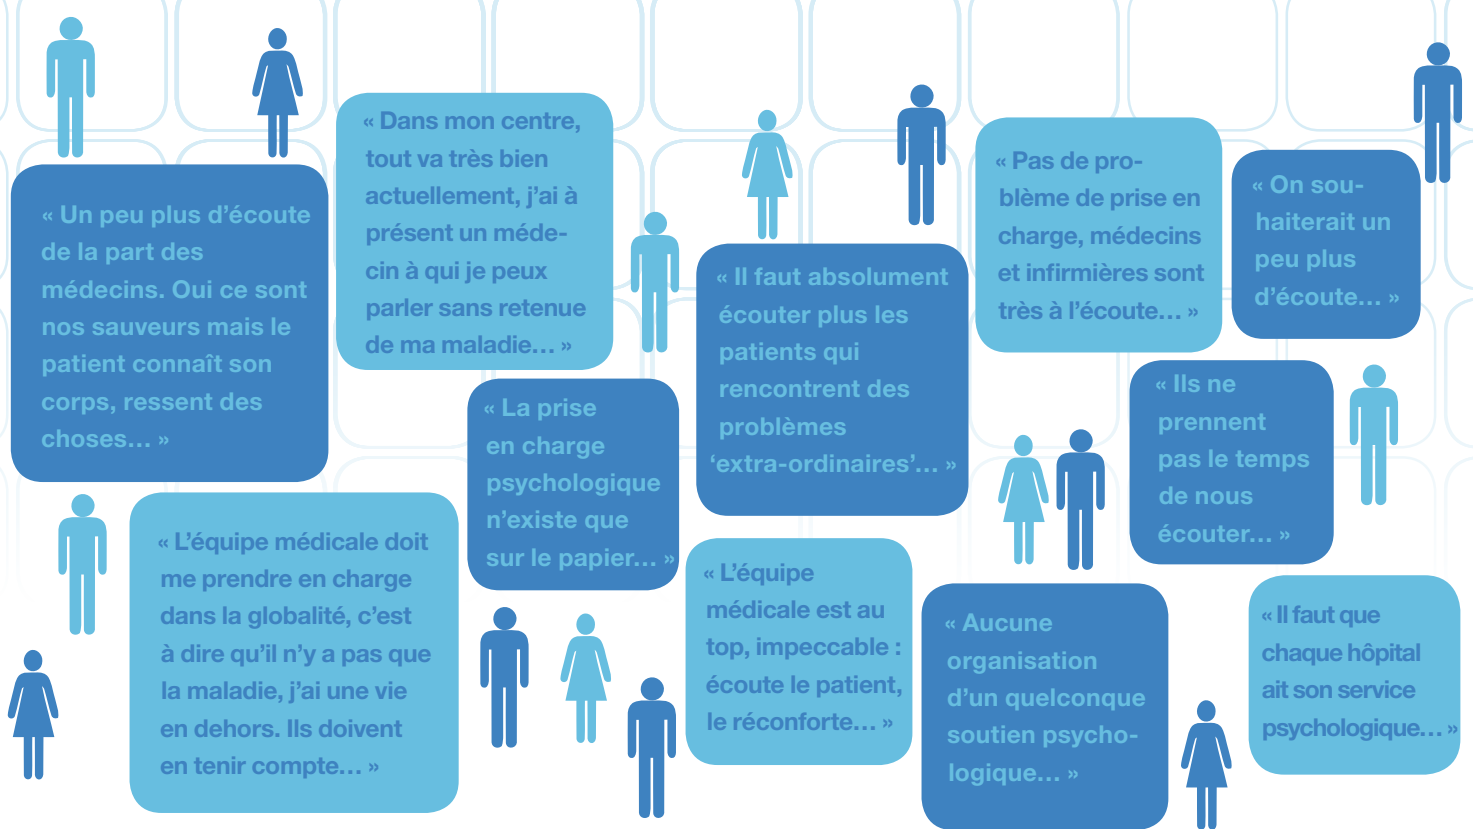 « Un peu plus d’écoute
de la part des
médecins. Oui ce sont
nos sauveurs mais le
patient connaît son
corps, ressent des
choses… »
« Dans mon centre,
tout va très bien
actuellement, j’ai à
présent un méde-
cin à qui je peux
parler sans retenue
de ma maladie… »
« Il faut absolument
écouter plus les
patients qui
rencontrent des
problèmes
‘extra-ordinaires’… »
« Pas de pro-
blème de prise en
charge, médecins
et infirmières sont
très à l’écoute… »
« On sou-
haiterait un
peu plus
d’écoute… »
« La prise
en charge
psychologique
n’existe que
sur le papier… »
« Ils ne
prennent
pas le temps
de nous
écouter… »
« L’équipe médicale doit
me prendre en charge
dans la globalité, c’est
à dire qu’il n’y a pas que
la maladie, j’ai une vie
en dehors. Ils doivent
en tenir compte… »
« L’équipe
médicale est au
top, impeccable :
écoute le patient,
le réconforte… »
« Aucune
organisation
d’un quelconque
soutien psycho-
logique… »
« Il faut que
chaque hôpital
ait son service
psychologique… »